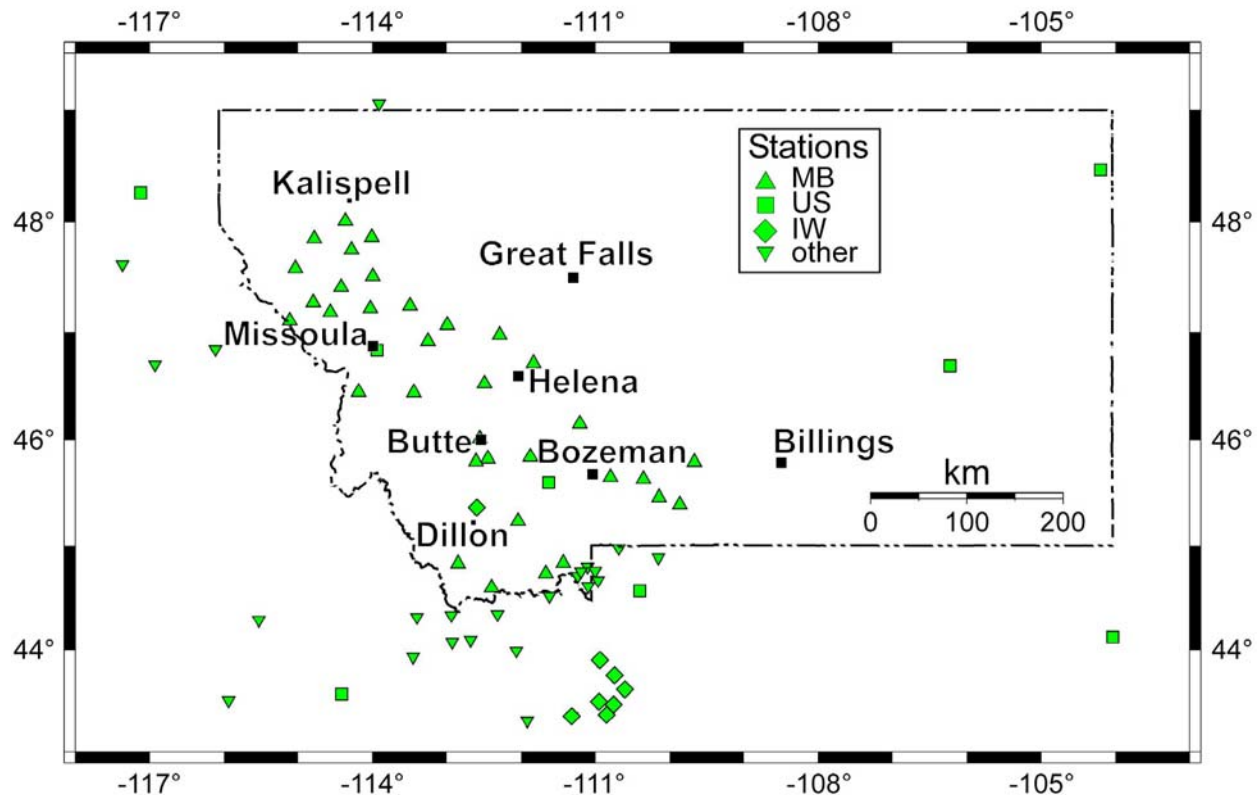 -117° -114° -111° -108° -105°
Stations
MB
US
IW
other
Kalispell
48° 48°
Great Falls
Missoula
Helena
46° 46°
Butte Bozeman Billings
km
0 100 200
Dillon
44° 44°
-117° -114° -111° -108° -105°